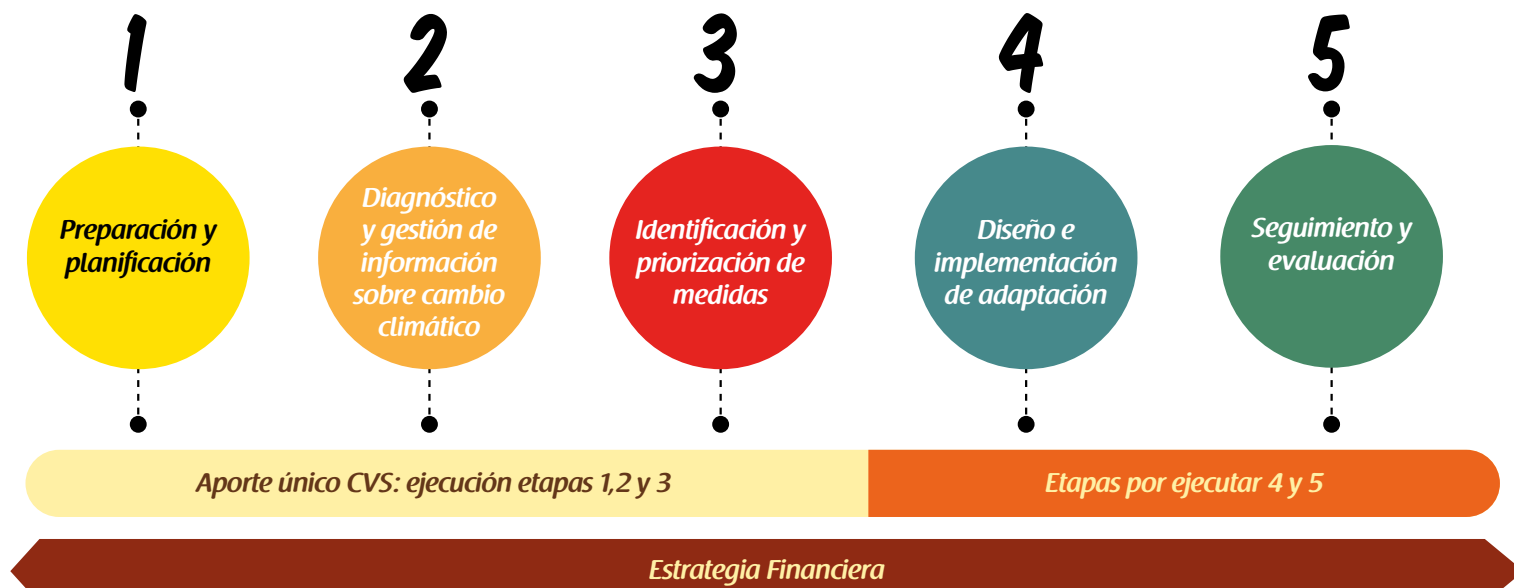 1
2
3
4
5
Preparación y
planificación
Diagnóstico
y gestión de
información
sobre cambio
climático
Identificación y
priorización de
medidas
Diseño e
implementación
de adaptación
Seguimiento y
evaluación
Aporte único CVS: ejecución etapas 1,2 y 3
Etapas por ejecutar 4 y 5
Estrategia Financiera